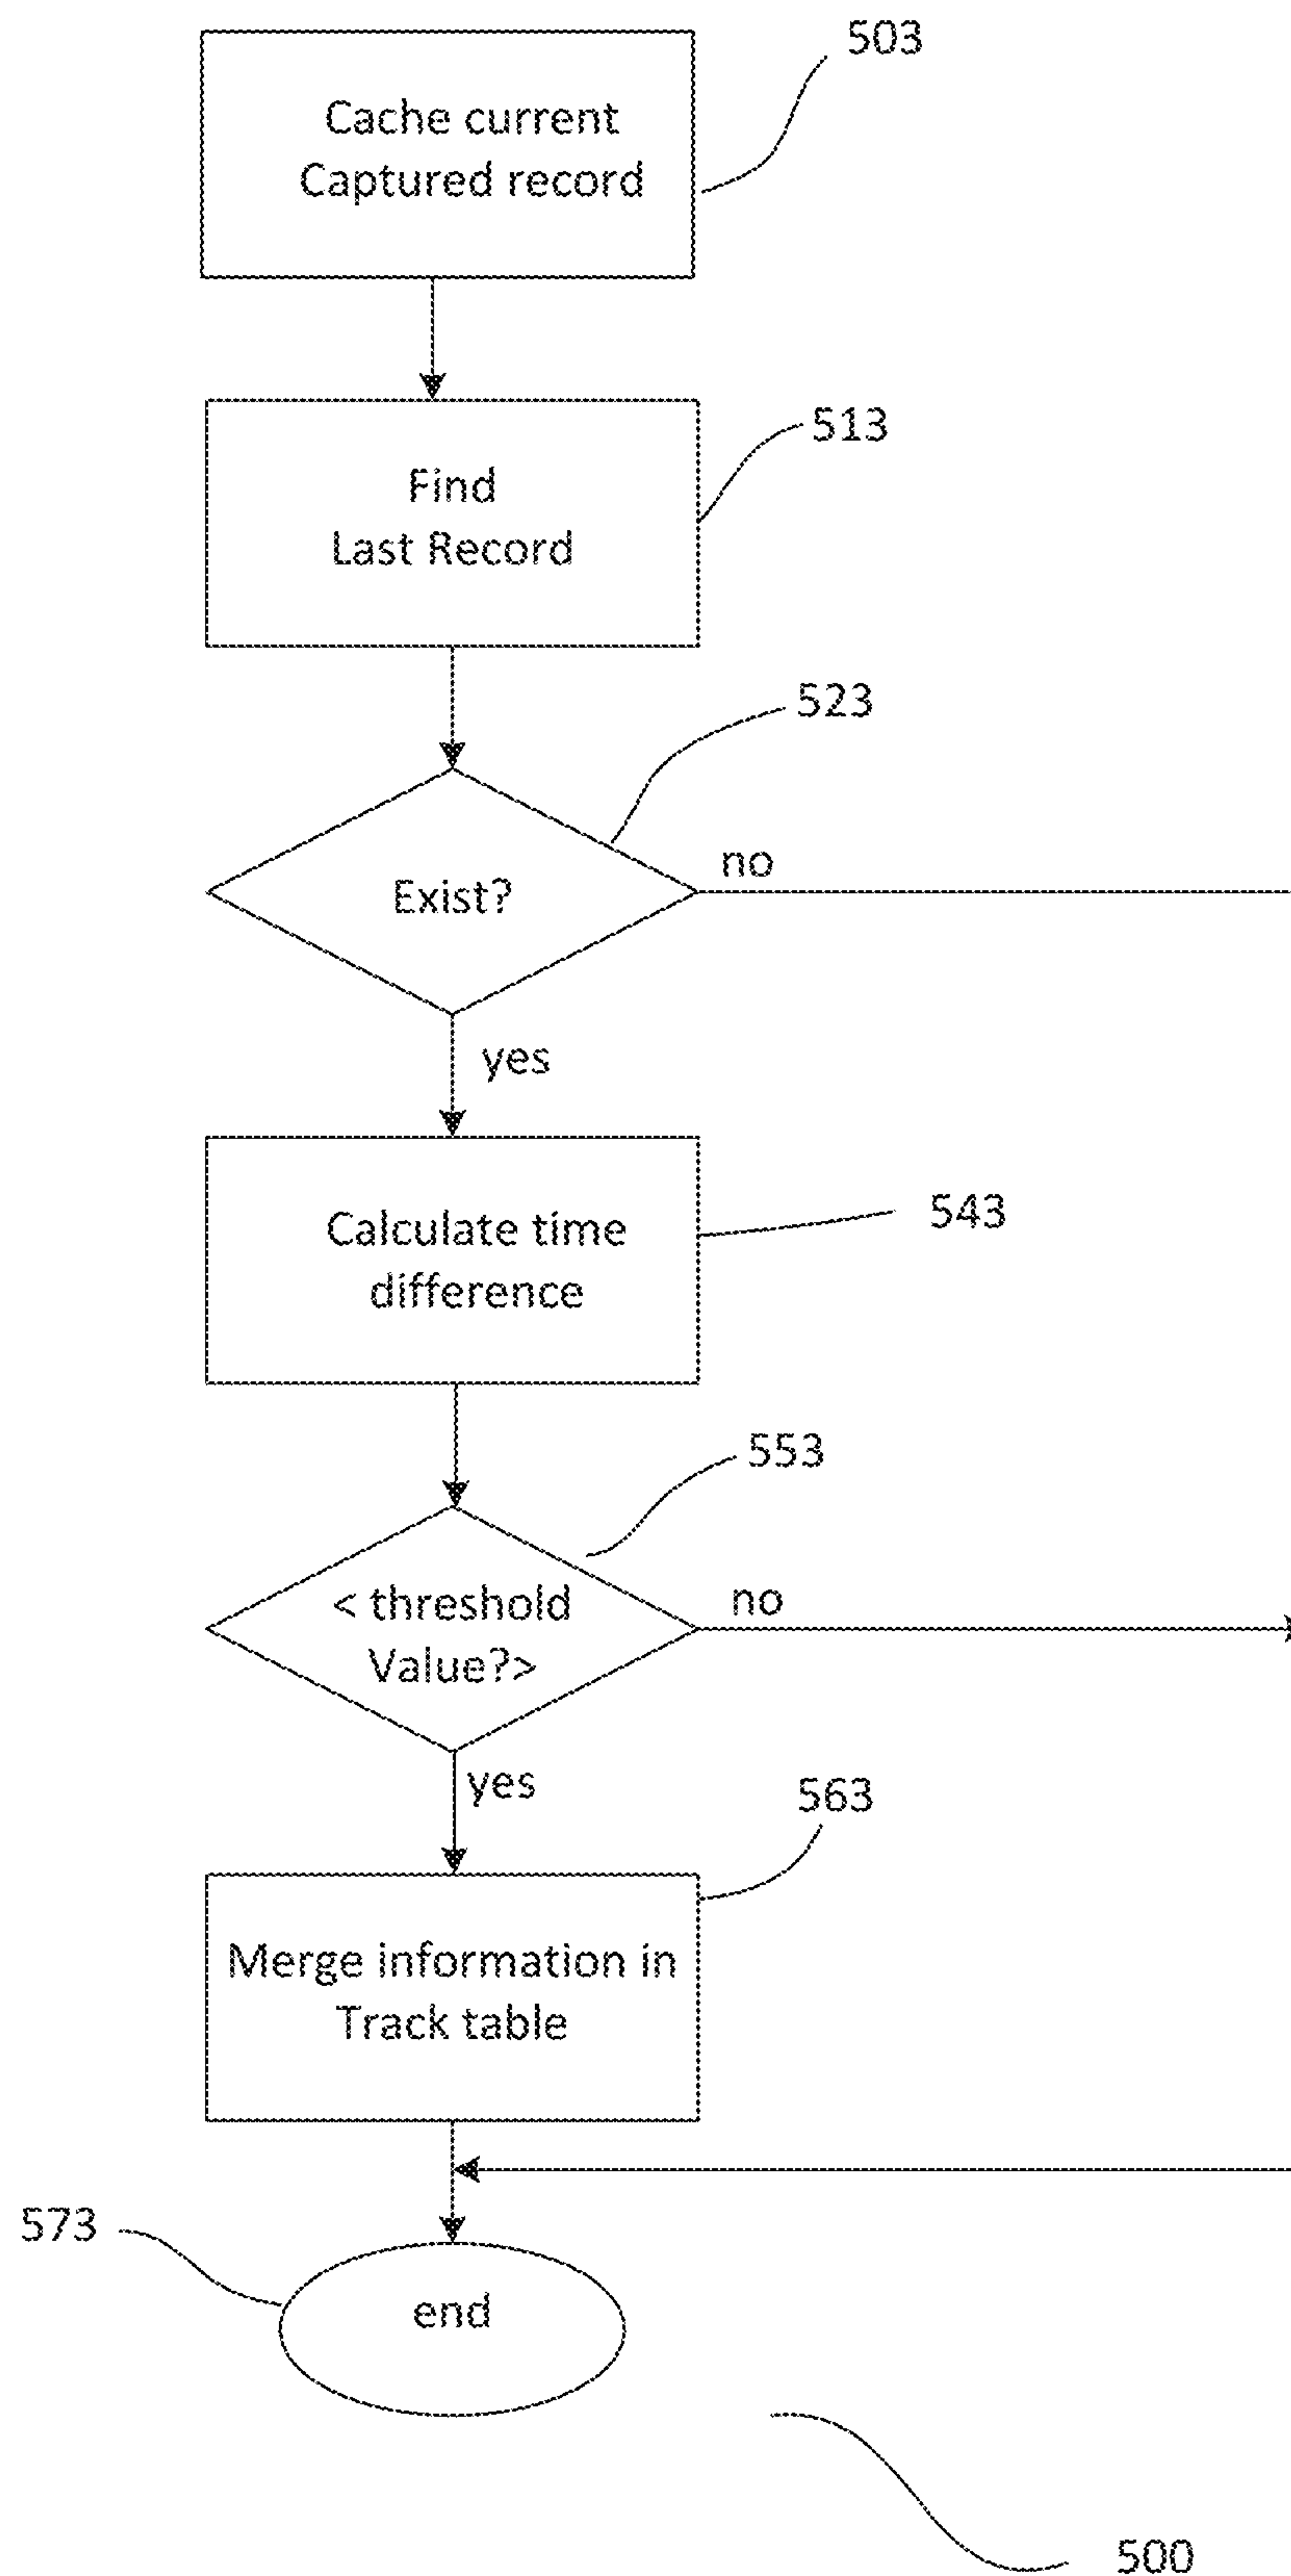 503
Cache current
Captured record
513
Find
Last Record
523
no
Exist?
yes
543
Calculate time
difference
553
no
< threshold
Value?>
yes
563
Merge information in
Track table
573
end
500